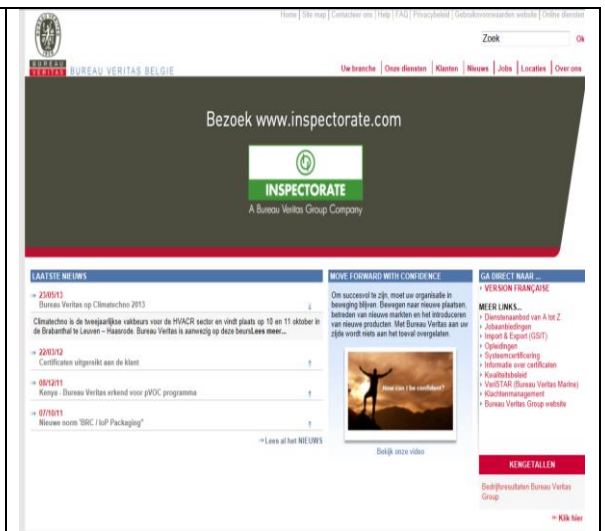 Home | Site map | Contacteer ons | Help | FAQ | Privacybeleid | Gebruiksvoorwaarden website | Online diensten
Zoek Ok
BUREAU VERITAS
BUREAU VERITAS BELGIE
Uw branche | Onze diensten | Klanten | Nieuws | Jobs | Locaties | Over ons
Bezoek www.inspectorate.com
INSPECTORATE
A Bureau Veritas Group Company
LAATSTE NIEUWS
23/05/13
Bureau Veritas op Climatechno 2013
Climatechno is de tweejaarlijkse vakbeurs voor de HVACR sector en vindt plaats op 10 en 11 oktober in
de Brabanthal te Leuven – Haasrode. Bureau Veritas is aanwezig op deze beursLees meer...
22/03/12
Certificaten uitgereikt aan de klant
08/12/11
Kenya - Bureau Veritas erkend voor pVOC programma
07/10/11
Nieuwe norm 'BRC / IoP Packaging"
Lees al het NIEUWS
MOVE FORWARD WITH CONFIDENCE
Om succesvol te zijn, moet uw organisatie in
beweging blijven. Bewegen naar nieuwe plaatsen,
betreden van nieuwe markten en het introduceren
van nieuwe producten. Met Bureau Veritas aan uw
zijde wordt niets aan het toeval overgelaten.
How can I be confident?
Bekijk onze video
GA DIRECT NAAR ...
VERSION FRANÇAISE
MEER LINKS...
Dienstenaanbod van A tot Z
Jobaanbiedingen
Import & Export (GSIT)
Opleidingen
Systeemcertificering
Informatie over certificaten
Kwaliteitsbeleid
VeriSTAR (Bureau Veritas Marine)
Klachtenmanagement
Bureau Veritas Group website
KENGETALLEN
Bedrijfsresultaten Bureau Veritas
Group
Klik hier